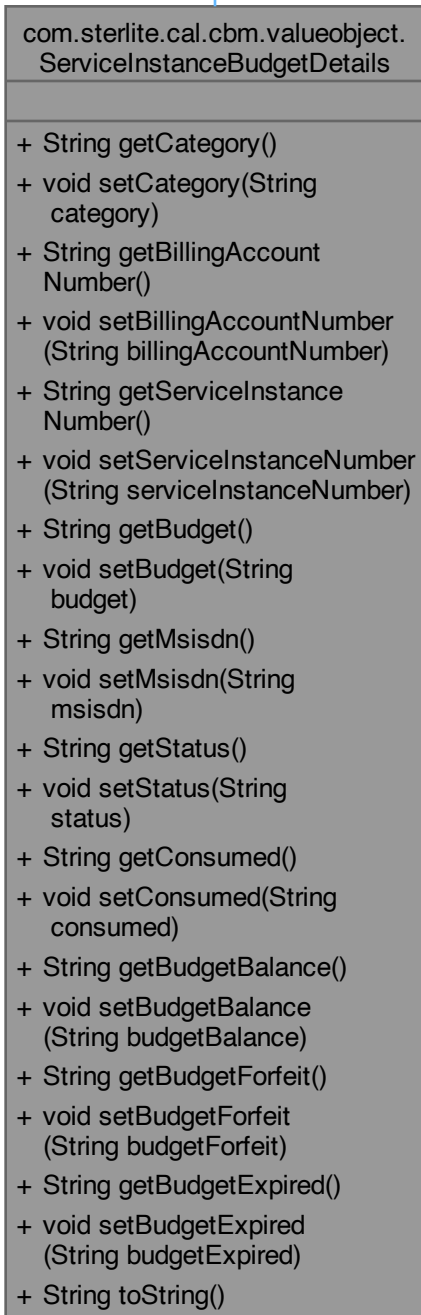 com.sterlite.cal.cbm.valueobject.
ServiceInstanceBudgetDetails
+ String getCategory()
+ void setCategory(String
category)
+ String getBillingAccount
Number()
+ void setBillingAccountNumber
(String billingAccountNumber)
+ String getServiceInstance
Number()
+ void setServiceInstanceNumber
(String serviceInstanceNumber)
+ String getBudget()
+ void setBudget(String
budget)
+ String getMsisdn()
+ void setMsisdn(String
msisdn)
+ String getStatus()
+ void setStatus(String
status)
+ String getConsumed()
+ void setConsumed(String
consumed)
+ String getBudgetBalance()
+ void setBudgetBalance
(String budgetBalance)
+ String getBudgetForfeit()
+ void setBudgetForfeit
(String budgetForfeit)
+ String getBudgetExpired()
+ void setBudgetExpired
(String budgetExpired)
+ String toString()